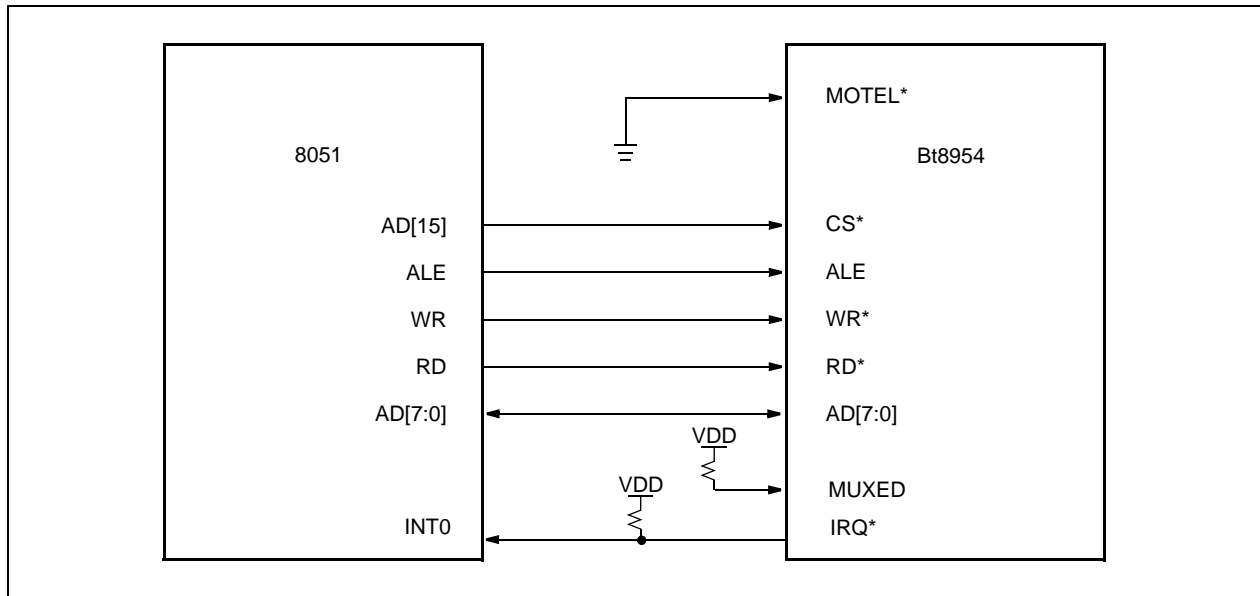 MOTEL*
8051
Bt8954
AD[15]
CS*
ALE
ALE
WR
WR*
RD
RD*
AD[7:0]
AD[7:0]
VDD
MUXED
VDD
INT0
IRQ*